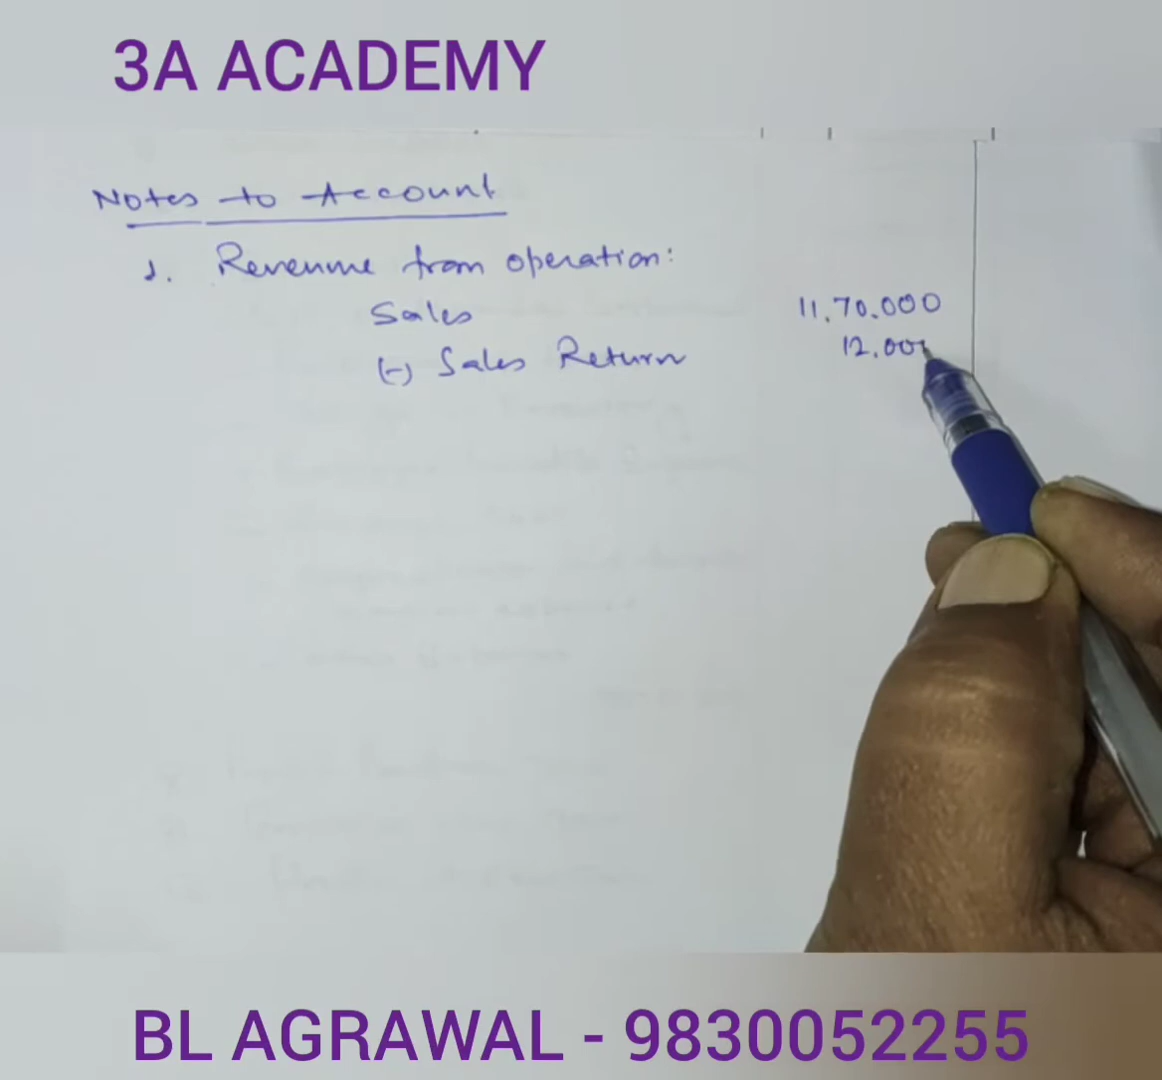 3A ACADEMY
Notes to Account
1. Revenue from operation:
Sales 11,70,000
(-) Sales Return 12,000
BL AGRAWAL - 9830052255